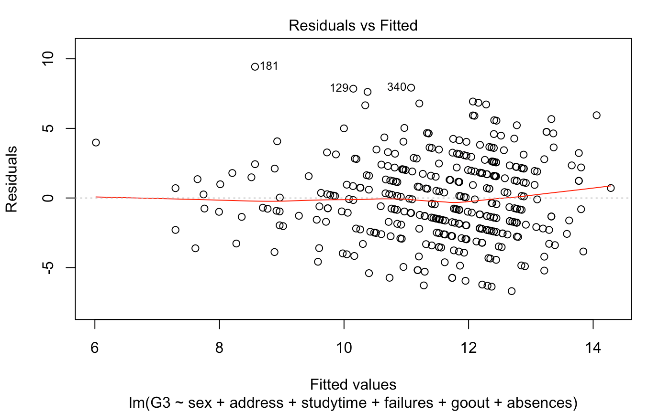 Residuals vs Fitted
10
5
0
-5
Residuals
181
129
340
6 8 10 12 14
Fitted values
lm(G3 ~ sex + address + studytime + failures + goout + absences)